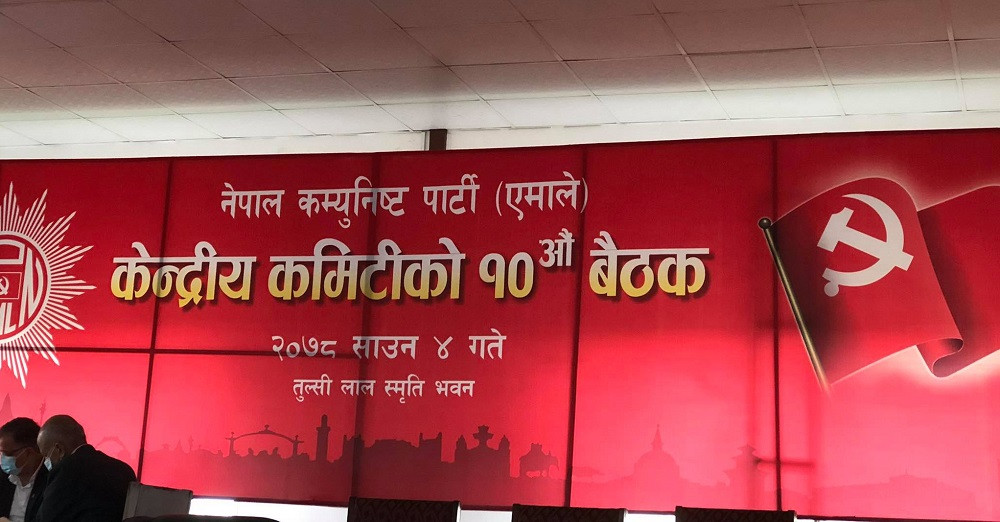 नेपाल कम्युनिष्ट पार्टी (एमाले)
केन्द्रीय कमिटीको १०औं बैठक
२०७८ साउन ४ गते
तुल्सी लाल स्मृति भवन